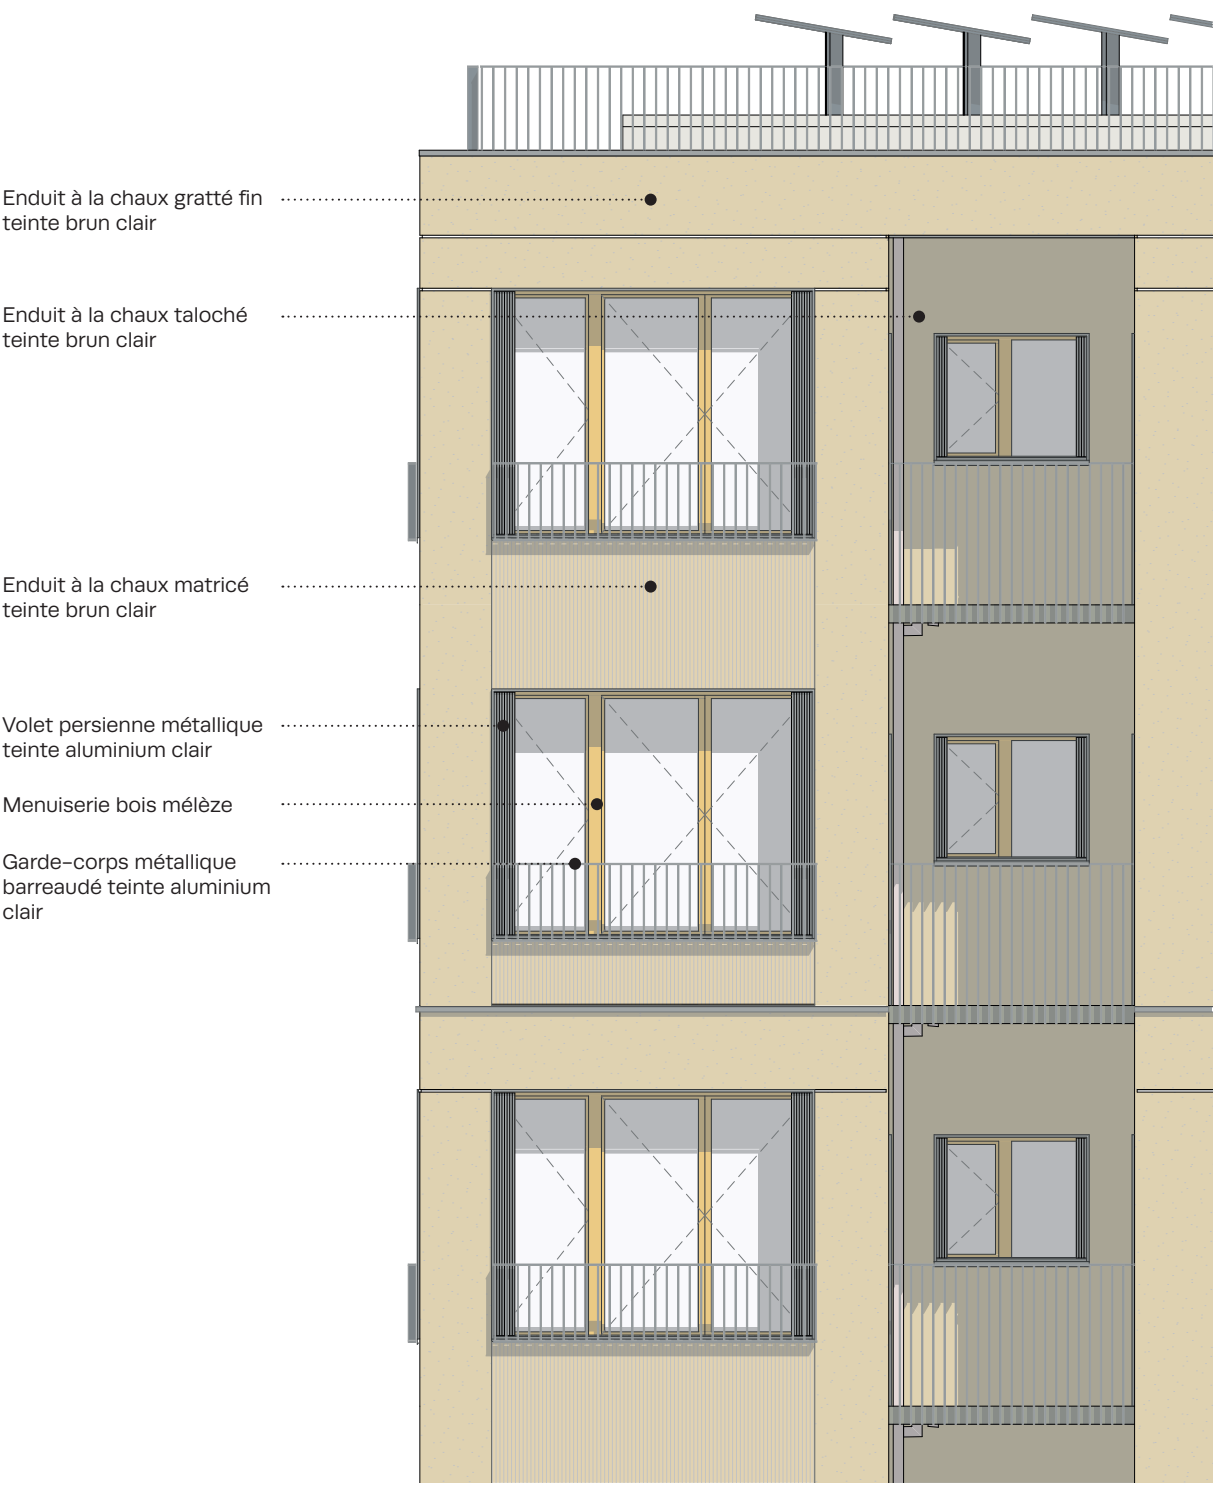 Enduit à la chaux gratté fin
teinte brun clair
Enduit à la chaux taloché
teinte brun clair
Enduit à la chaux matricé
teinte brun clair
Volet persienne métallique
teinte aluminium clair
Menuiserie bois mélèze
Garde-corps métallique
barreaudé teinte aluminium
clair